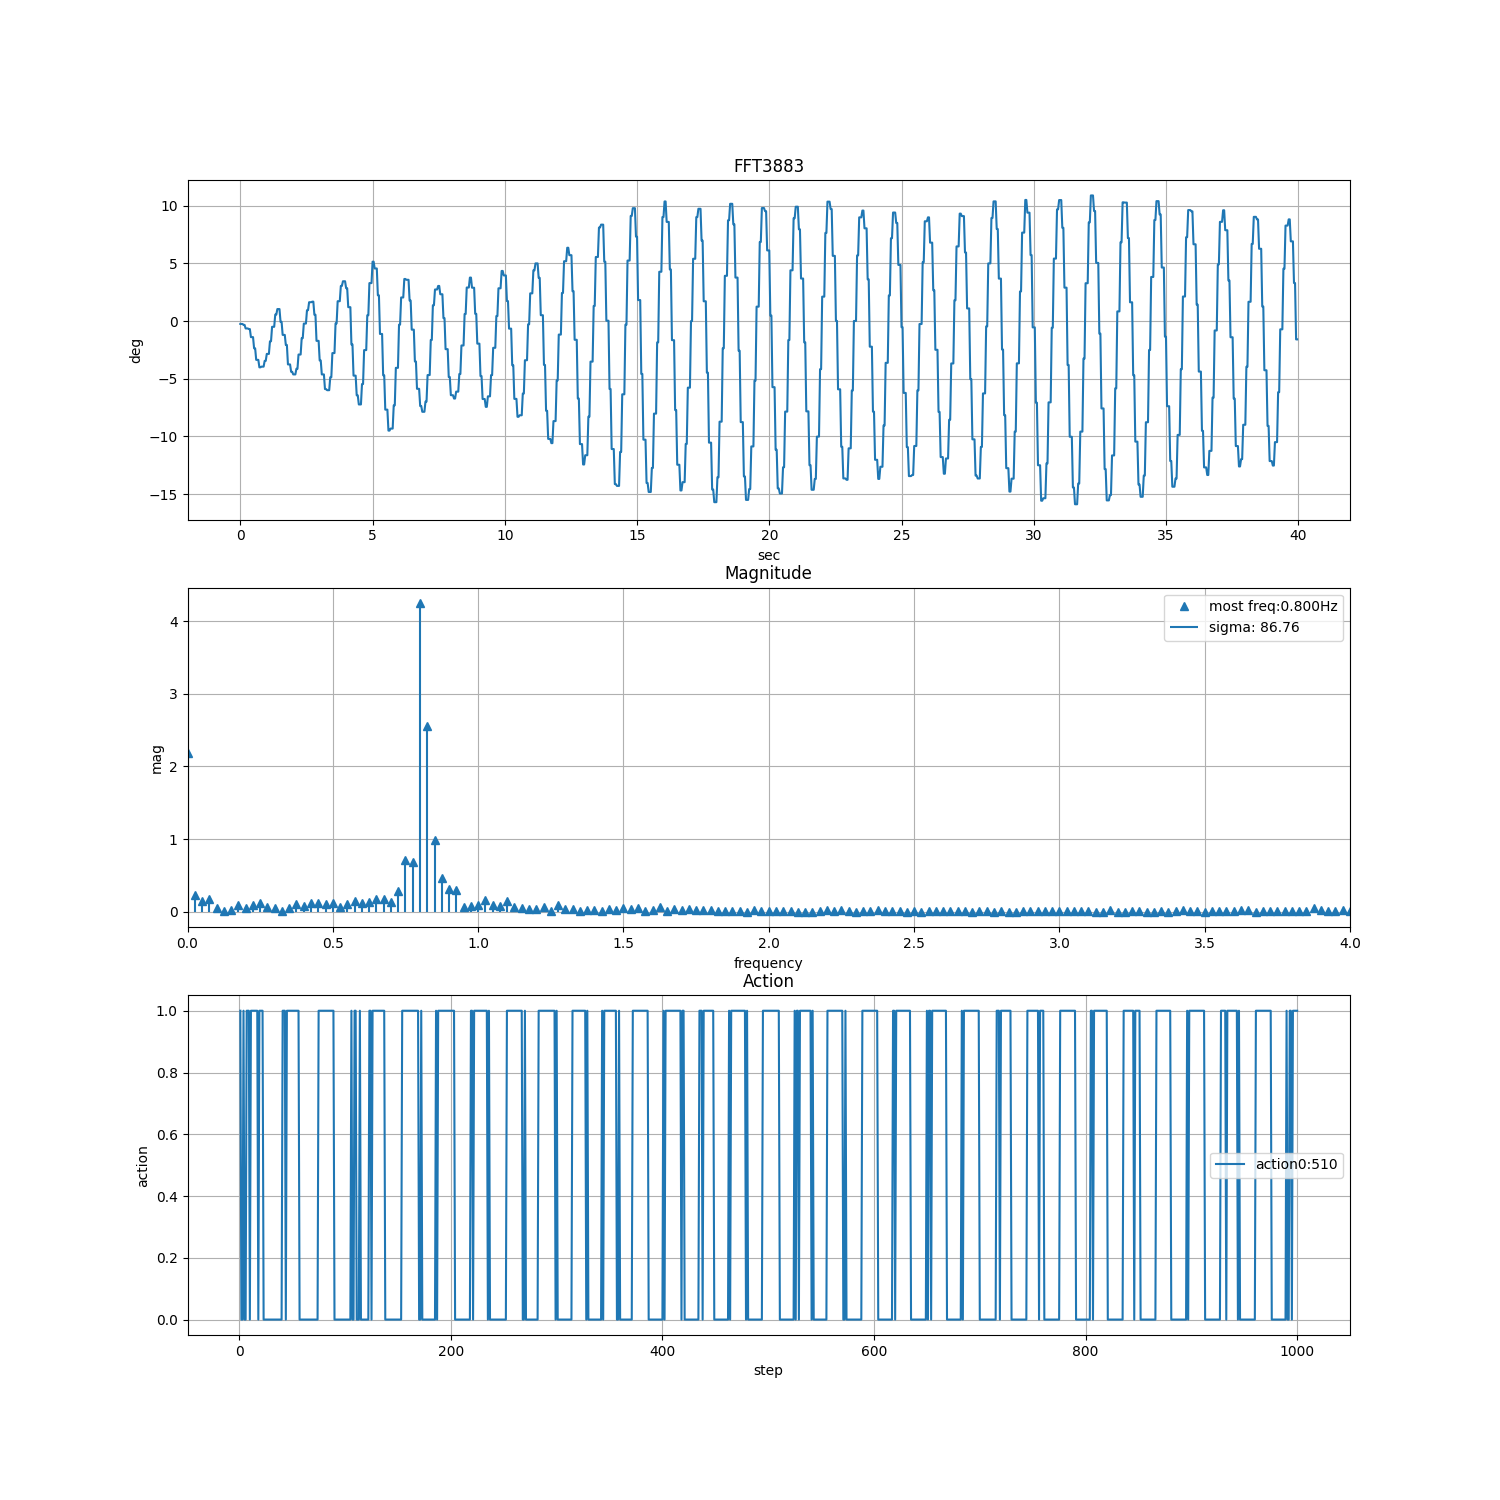 FFT3883
10
5
0
−5
−10
−15
deg
0 5 10 15 20 25 30 35 40
sec
Magnitude
most freq:0.800Hz
sigma: 86.76
4
3
2
1
0
mag
0.0 0.5 1.0 1.5 2.0 2.5 3.0 3.5 4.0
frequency
Action
1.0
0.8
0.6
0.4
0.2
0.0
action
action0:510
0 200 400 600 800 1000
step